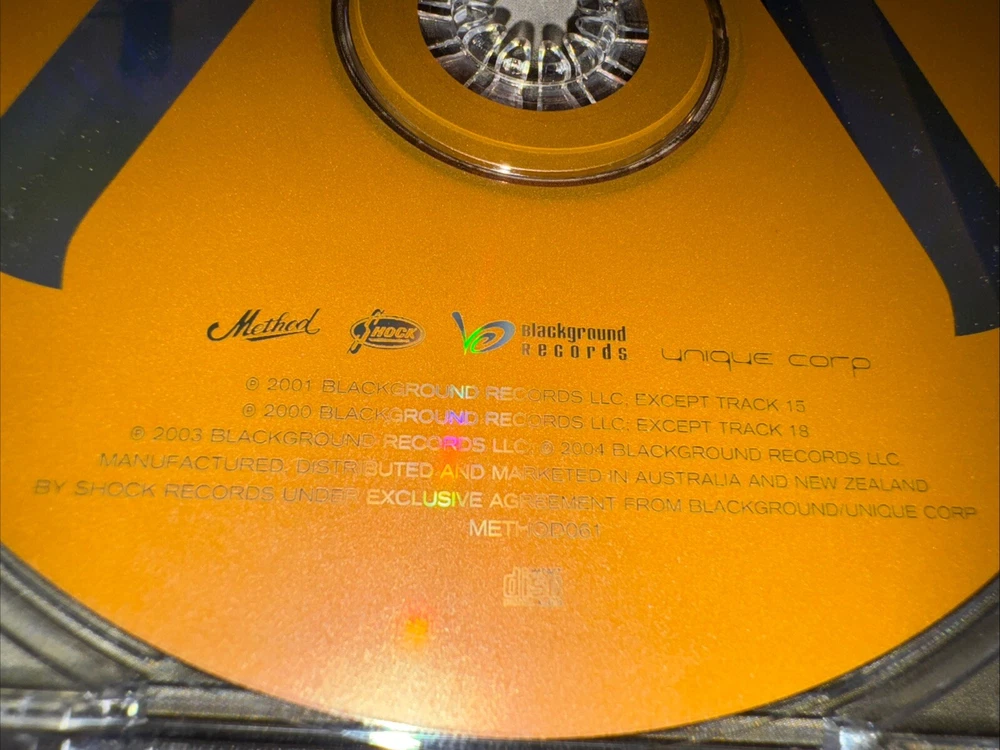 Method SHOCK Blackground Records unique corp
℗ 2001 BLACKGROUND RECORDS LLC; EXCEPT TRACK 15
℗ 2000 BLACKGROUND RECORDS LLC; EXCEPT TRACK 18
℗ 2003 BLACKGROUND RECORDS LLC; © 2004 BLACKGROUND RECORDS LLC.
MANUFACTURED, DISTRIBUTED AND MARKETED IN AUSTRALIA AND NEW ZEALAND
BY SHOCK RECORDS UNDER EXCLUSIVE AGREEMENT FROM BLACKGROUND/UNIQUE CORP
METHOD061
disc